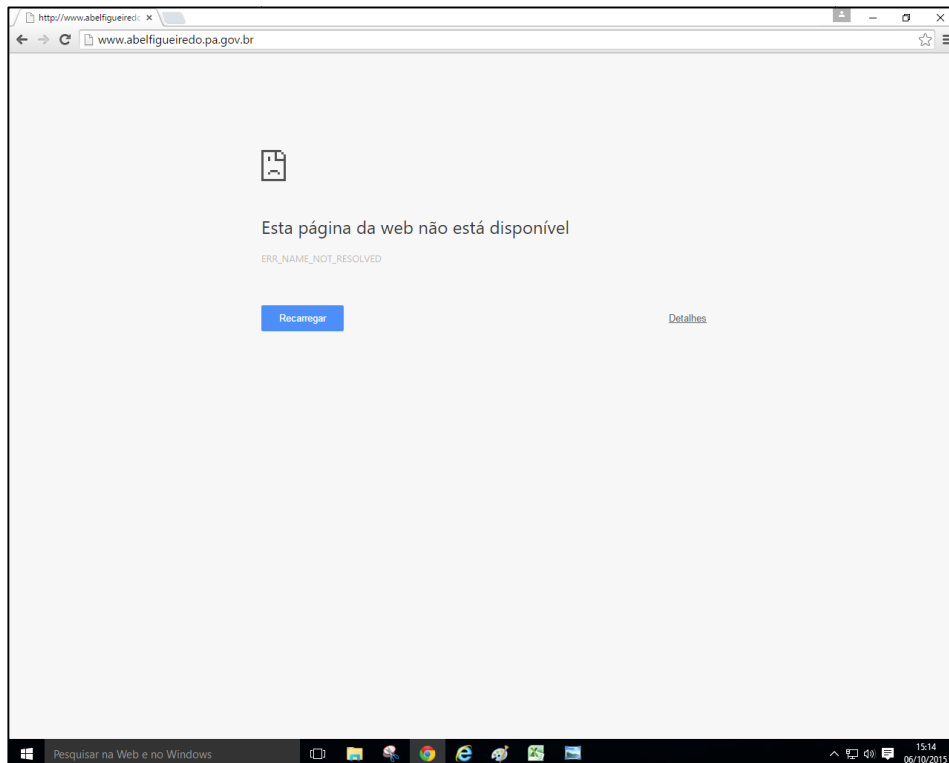 http://www.abelfigueiredo
www.abelfigueiredo.pa.gov.br
Esta página da web não está disponível
ERR_NAME_NOT_RESOLVED
Recarregar
Detalhes
Pesquisar na Web e no Windows
15:14
06/10/2015